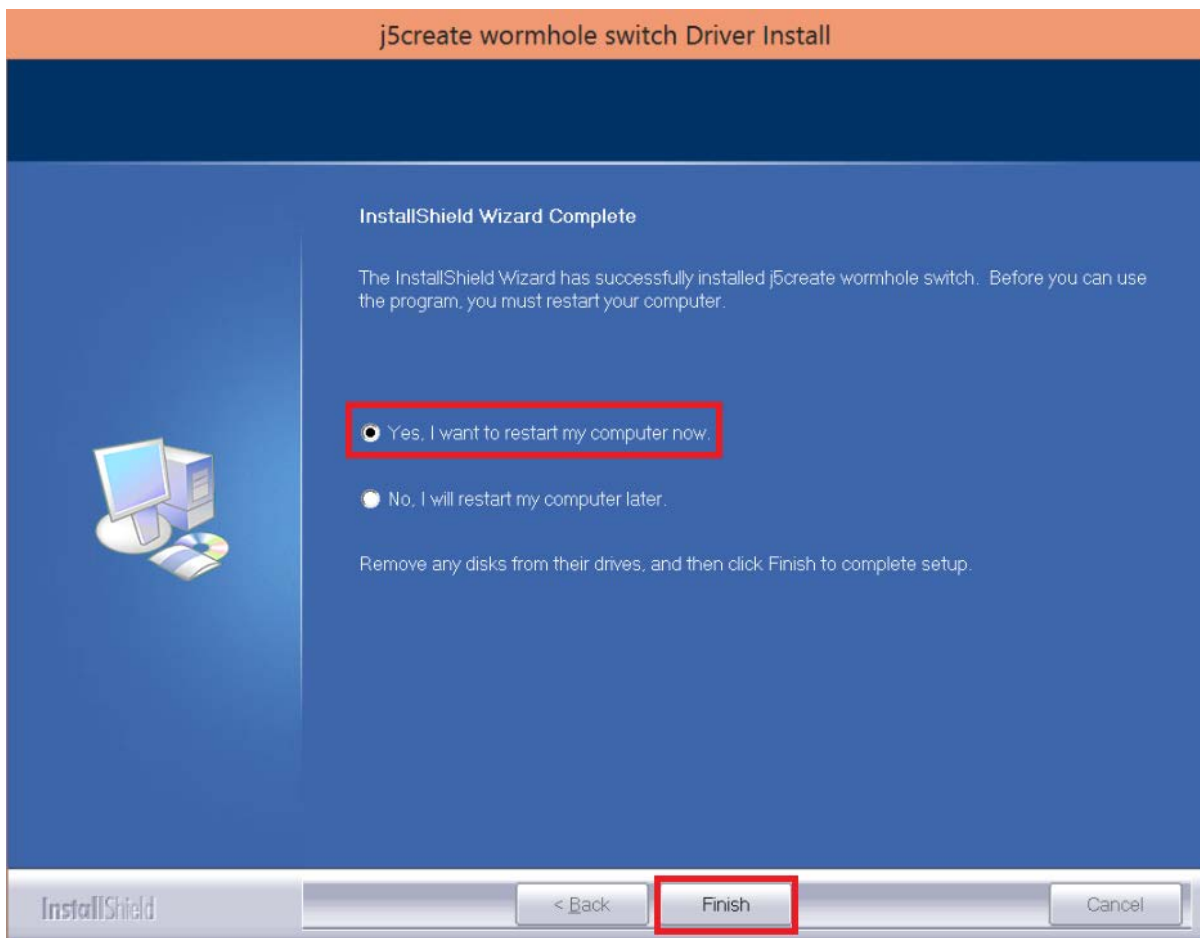 j5create wormhole switch Driver Install
InstallShield Wizard Complete
The InstallShield Wizard has successfully installed j5create wormhole switch. Before you can use
the program, you must restart your computer.
Yes, I want to restart my computer now.
No, I will restart my computer later.
Remove any disks from their drives, and then click Finish to complete setup.
InstallShield
< Back
Finish
Cancel